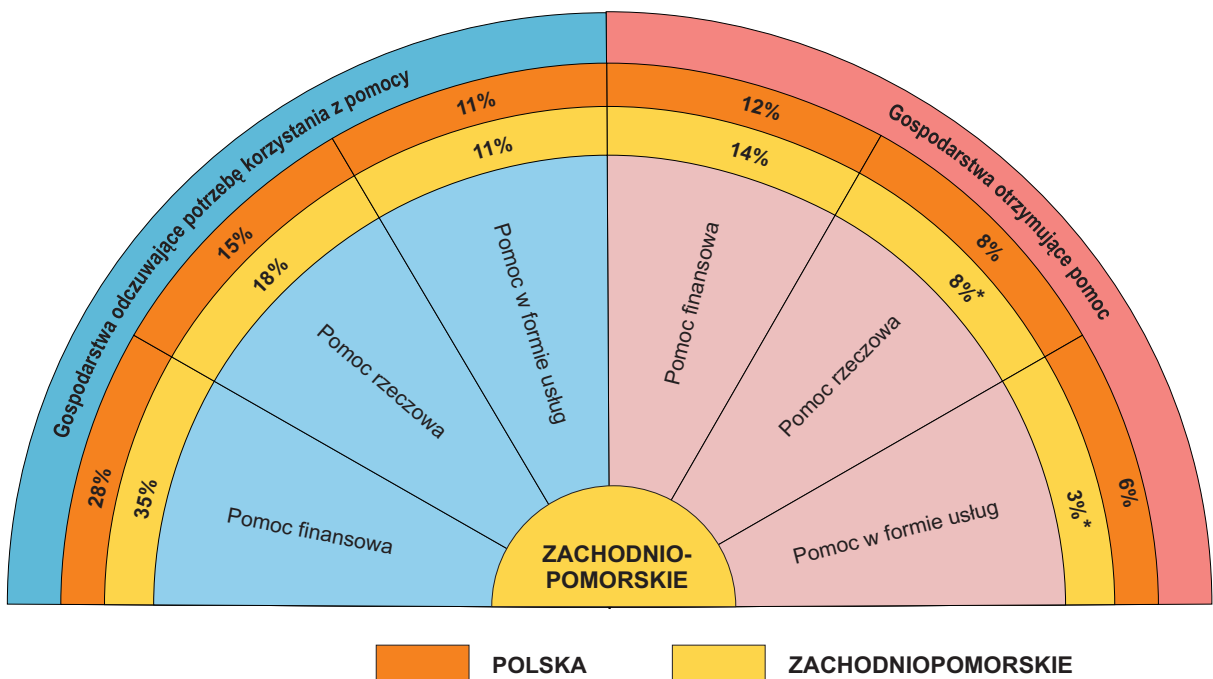 Gospodarstwa odczuwające potrzebę korzystania z pomocy
Gospodarstwa otrzymujące pomoc
28%
15%
11%
12%
8%
6%
35%
18%
11%
14%
8%*
3%*
Pomoc finansowa
Pomoc rzeczowa
Pomoc w formie usług
Pomoc finansowa
Pomoc rzeczowa
Pomoc w formie usług
ZACHODNIO-
POMORSKIE
POLSKA
ZACHODNIOPOMORSKIE